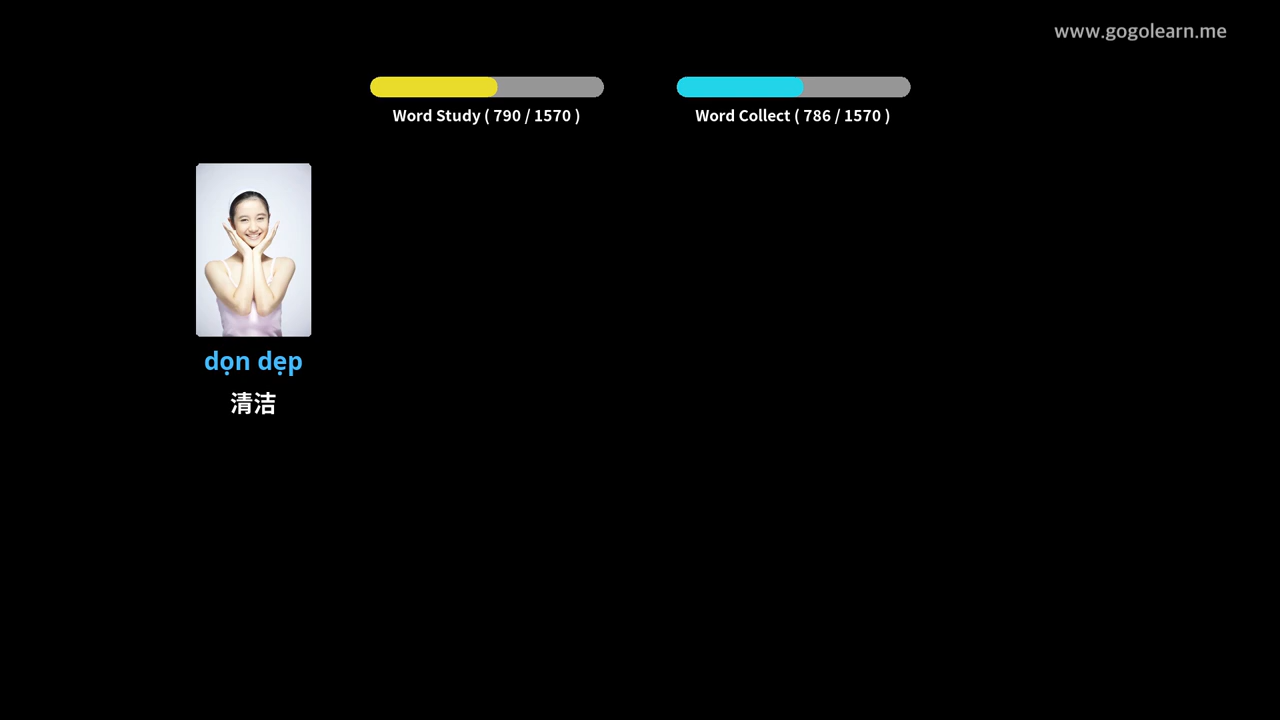 www.gogolearn.me
Word Study ( 790 / 1570 )
Word Collect ( 786 / 1570 )
dọn dẹp
清洁